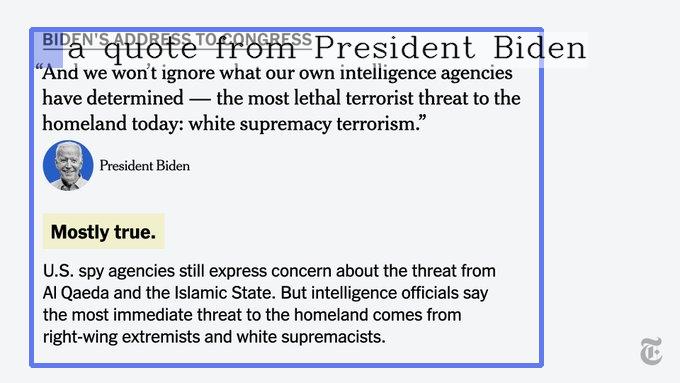 BIDEN'S ADDRESS TO CONGRESS
a quote from President Biden
“And we won’t ignore what our own intelligence agencies
have determined — the most lethal terrorist threat to the
homeland today: white supremacy terrorism.”
President Biden
Mostly true.
U.S. spy agencies still express concern about the threat from
Al Qaeda and the Islamic State. But intelligence officials say
the most immediate threat to the homeland comes from
right-wing extremists and white supremacists.
T